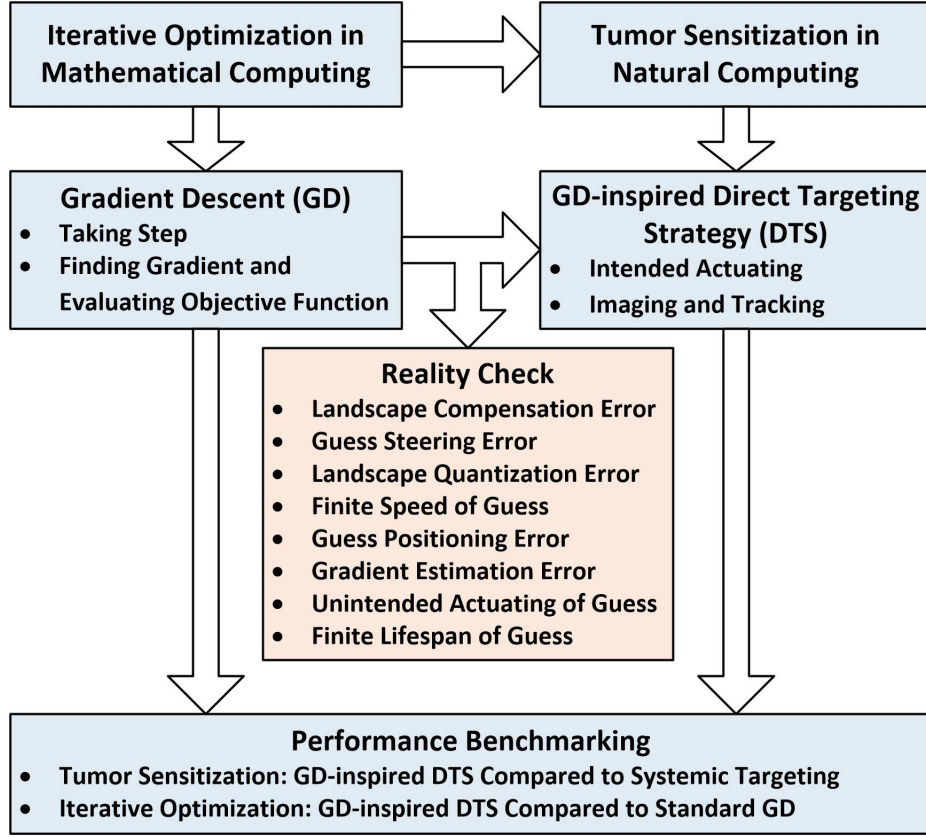 Iterative Optimization in
Mathematical Computing
Tumor Sensitization in
Natural Computing
Gradient Descent (GD)
• Taking Step
• Finding Gradient and
Evaluating Objective Function
GD-inspired Direct Targeting
Strategy (DTS)
• Intended Actuating
• Imaging and Tracking
Reality Check
• Landscape Compensation Error
• Guess Steering Error
• Landscape Quantization Error
• Finite Speed of Guess
• Guess Positioning Error
• Gradient Estimation Error
• Unintended Actuating of Guess
• Finite Lifespan of Guess
Performance Benchmarking
• Tumor Sensitization: GD-inspired DTS Compared to Systemic Targeting
• Iterative Optimization: GD-inspired DTS Compared to Standard GD